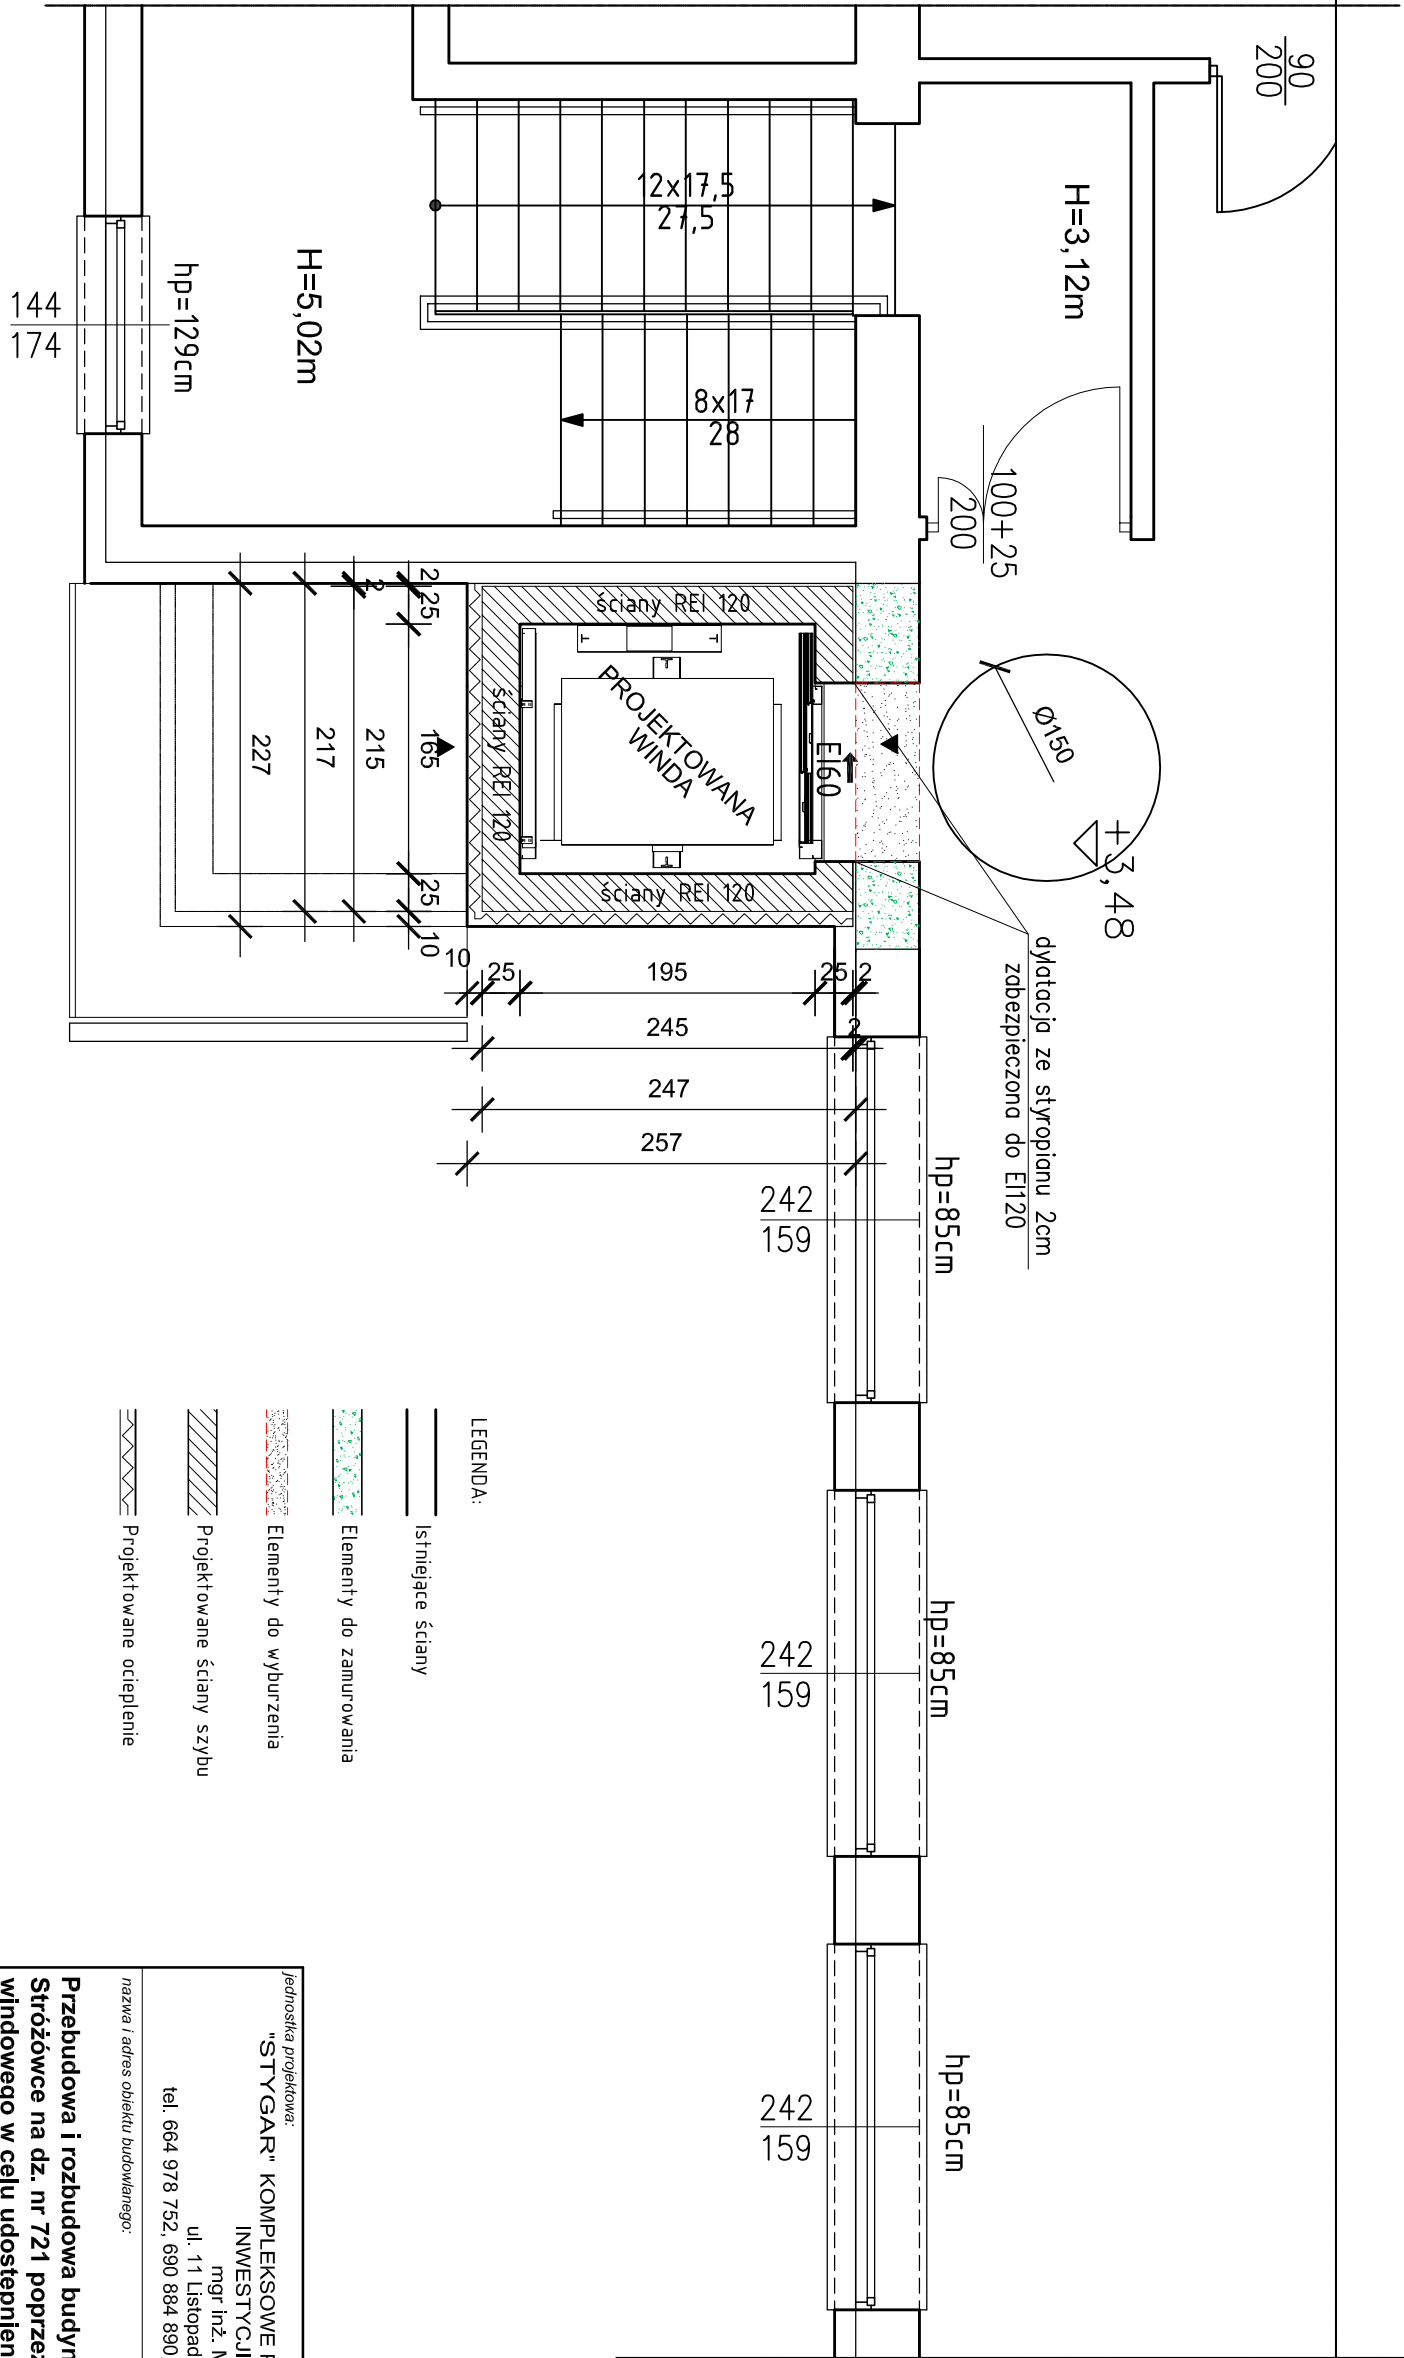 90
200
H=3,12m
12x17,5
27,5
H=5,02m
hp=129cm
144
174
8x17
28
100+25
200
ściany REI 120
ściany REI 120
ściany REI 120
PROJEKTOWANA
WINDA
EI60
Ø150
+3,48
dylatacja ze styropianu 2cm
zabezpieczona do EI120
2
25
165
25
10
2
215
217
227
10
25
195
25
2
245
2
247
257
hp=85cm
242
159
hp=85cm
242
159
hp=85cm
242
159
LEGENDA:
Istniejące ściany
Elementy do zamurowania
Elementy do wyburzenia
Projektowane ściany szybu
Projektowane ocieplenie
jednostka projektowa:
"STYGAR" KOMPLEKSOWE
INWESTYCJI
mgr inż.
ul. 11 Listopad
tel. 664 978 752, 690 884 890
nazwa i adres obiektu budowlanego:
Przebudowa i rozbudowa budyn
Stróżówce na dz. nr 721 poprzez
windowego w celu udostępnien